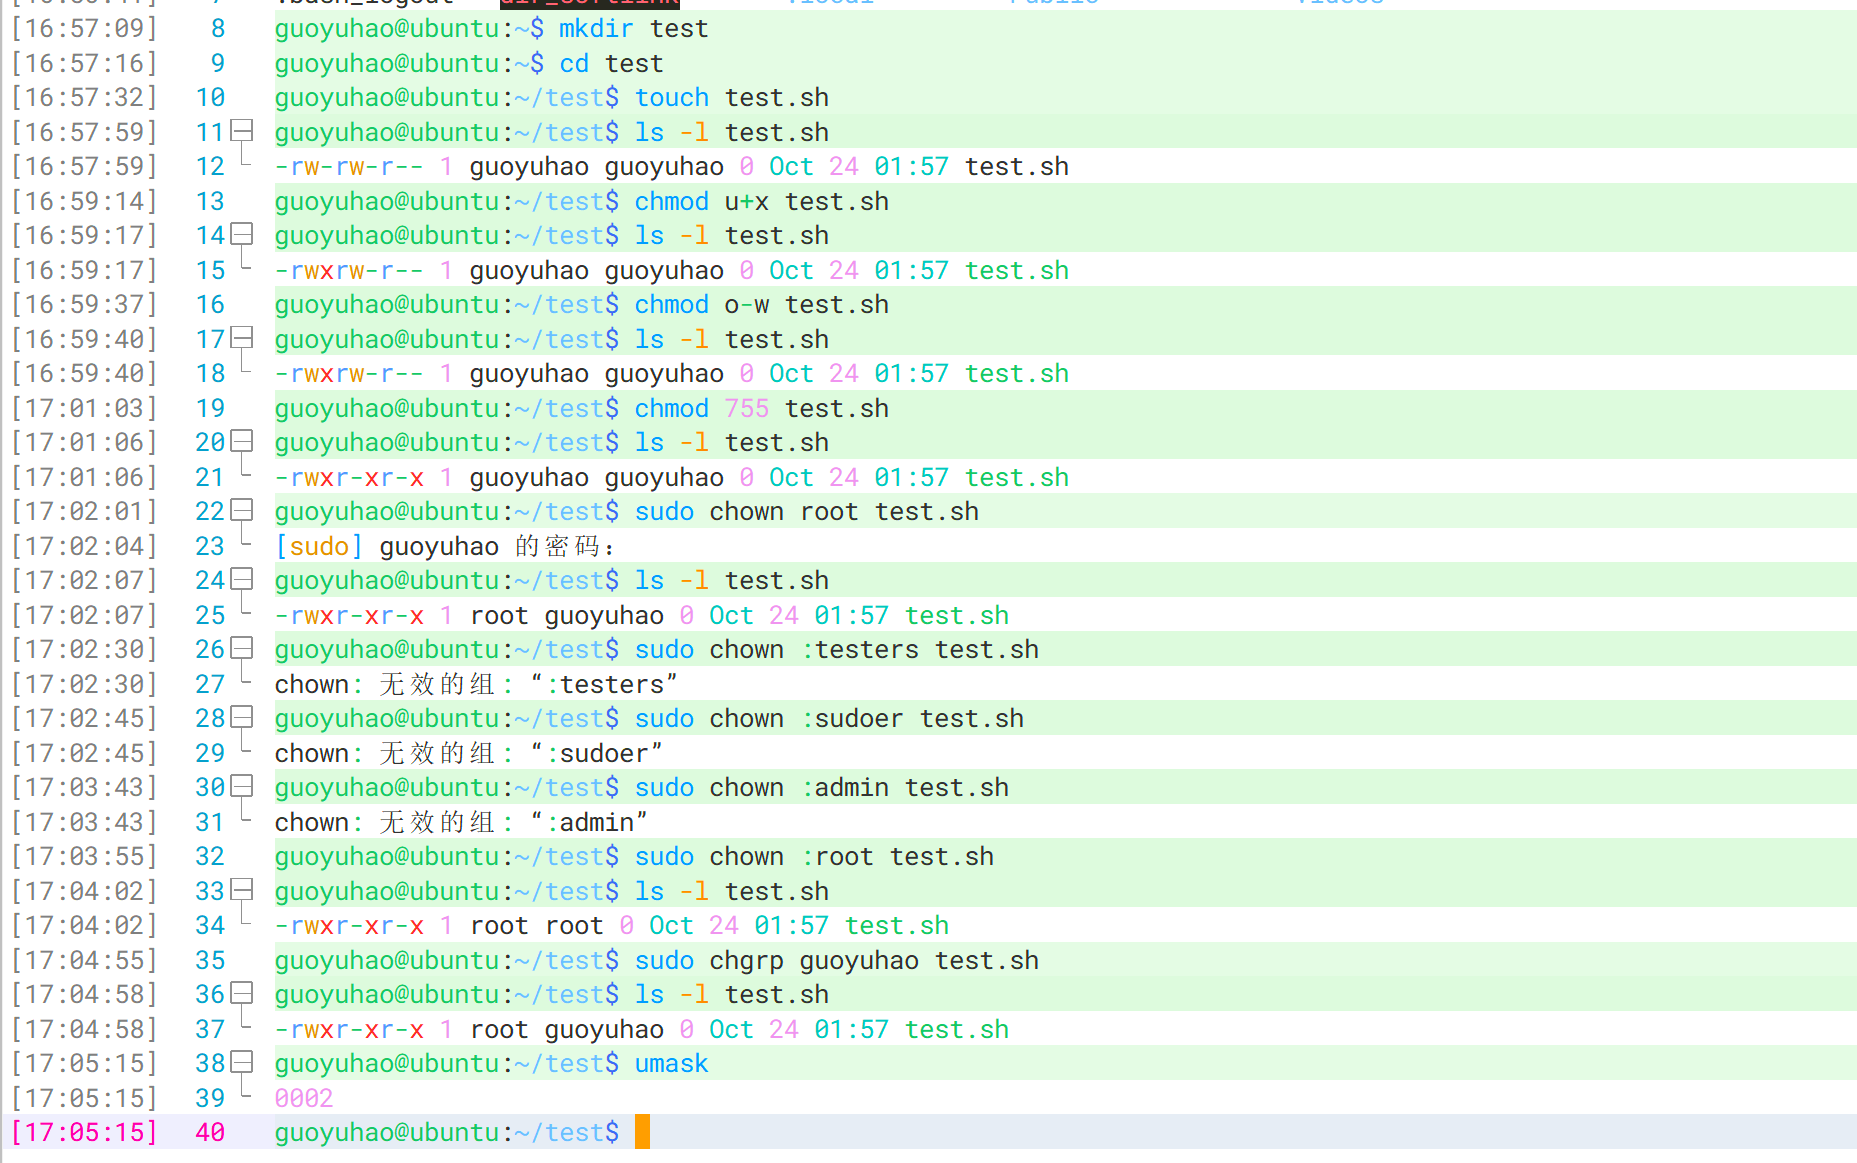 [16:57:09] 8 guoyuhao@ubuntu:~$ mkdir test
[16:57:16] 9 guoyuhao@ubuntu:~$ cd test
[16:57:32] 10 guoyuhao@ubuntu:~/test$ touch test.sh
[16:57:59] 11 guoyuhao@ubuntu:~/test$ ls -l test.sh
[16:57:59] 12 -rw-rw-r-- 1 guoyuhao guoyuhao 0 Oct 24 01:57 test.sh
[16:59:14] 13 guoyuhao@ubuntu:~/test$ chmod u+x test.sh
[16:59:17] 14 guoyuhao@ubuntu:~/test$ ls -l test.sh
[16:59:17] 15 -rwxrw-r-- 1 guoyuhao guoyuhao 0 Oct 24 01:57 test.sh
[16:59:37] 16 guoyuhao@ubuntu:~/test$ chmod o-w test.sh
[16:59:40] 17 guoyuhao@ubuntu:~/test$ ls -l test.sh
[16:59:40] 18 -rwxrw-r-- 1 guoyuhao guoyuhao 0 Oct 24 01:57 test.sh
[17:01:03] 19 guoyuhao@ubuntu:~/test$ chmod 755 test.sh
[17:01:06] 20 guoyuhao@ubuntu:~/test$ ls -l test.sh
[17:01:06] 21 -rwxr-xr-x 1 guoyuhao guoyuhao 0 Oct 24 01:57 test.sh
[17:02:01] 22 guoyuhao@ubuntu:~/test$ sudo chown root test.sh
[17:02:04] 23 [sudo] guoyuhao 的密码：
[17:02:07] 24 guoyuhao@ubuntu:~/test$ ls -l test.sh
[17:02:07] 25 -rwxr-xr-x 1 root guoyuhao 0 Oct 24 01:57 test.sh
[17:02:30] 26 guoyuhao@ubuntu:~/test$ sudo chown :testers test.sh
[17:02:30] 27 chown: 无效的组: “:testers”
[17:02:45] 28 guoyuhao@ubuntu:~/test$ sudo chown :sudoer test.sh
[17:02:45] 29 chown: 无效的组: “:sudoer”
[17:03:43] 30 guoyuhao@ubuntu:~/test$ sudo chown :admin test.sh
[17:03:43] 31 chown: 无效的组: “:admin”
[17:03:55] 32 guoyuhao@ubuntu:~/test$ sudo chown :root test.sh
[17:04:02] 33 guoyuhao@ubuntu:~/test$ ls -l test.sh
[17:04:02] 34 -rwxr-xr-x 1 root root 0 Oct 24 01:57 test.sh
[17:04:55] 35 guoyuhao@ubuntu:~/test$ sudo chgrp guoyuhao test.sh
[17:04:58] 36 guoyuhao@ubuntu:~/test$ ls -l test.sh
[17:04:58] 37 -rwxr-xr-x 1 root guoyuhao 0 Oct 24 01:57 test.sh
[17:05:15] 38 guoyuhao@ubuntu:~/test$ umask
[17:05:15] 39 0002
[17:05:15] 40 guoyuhao@ubuntu:~/test$